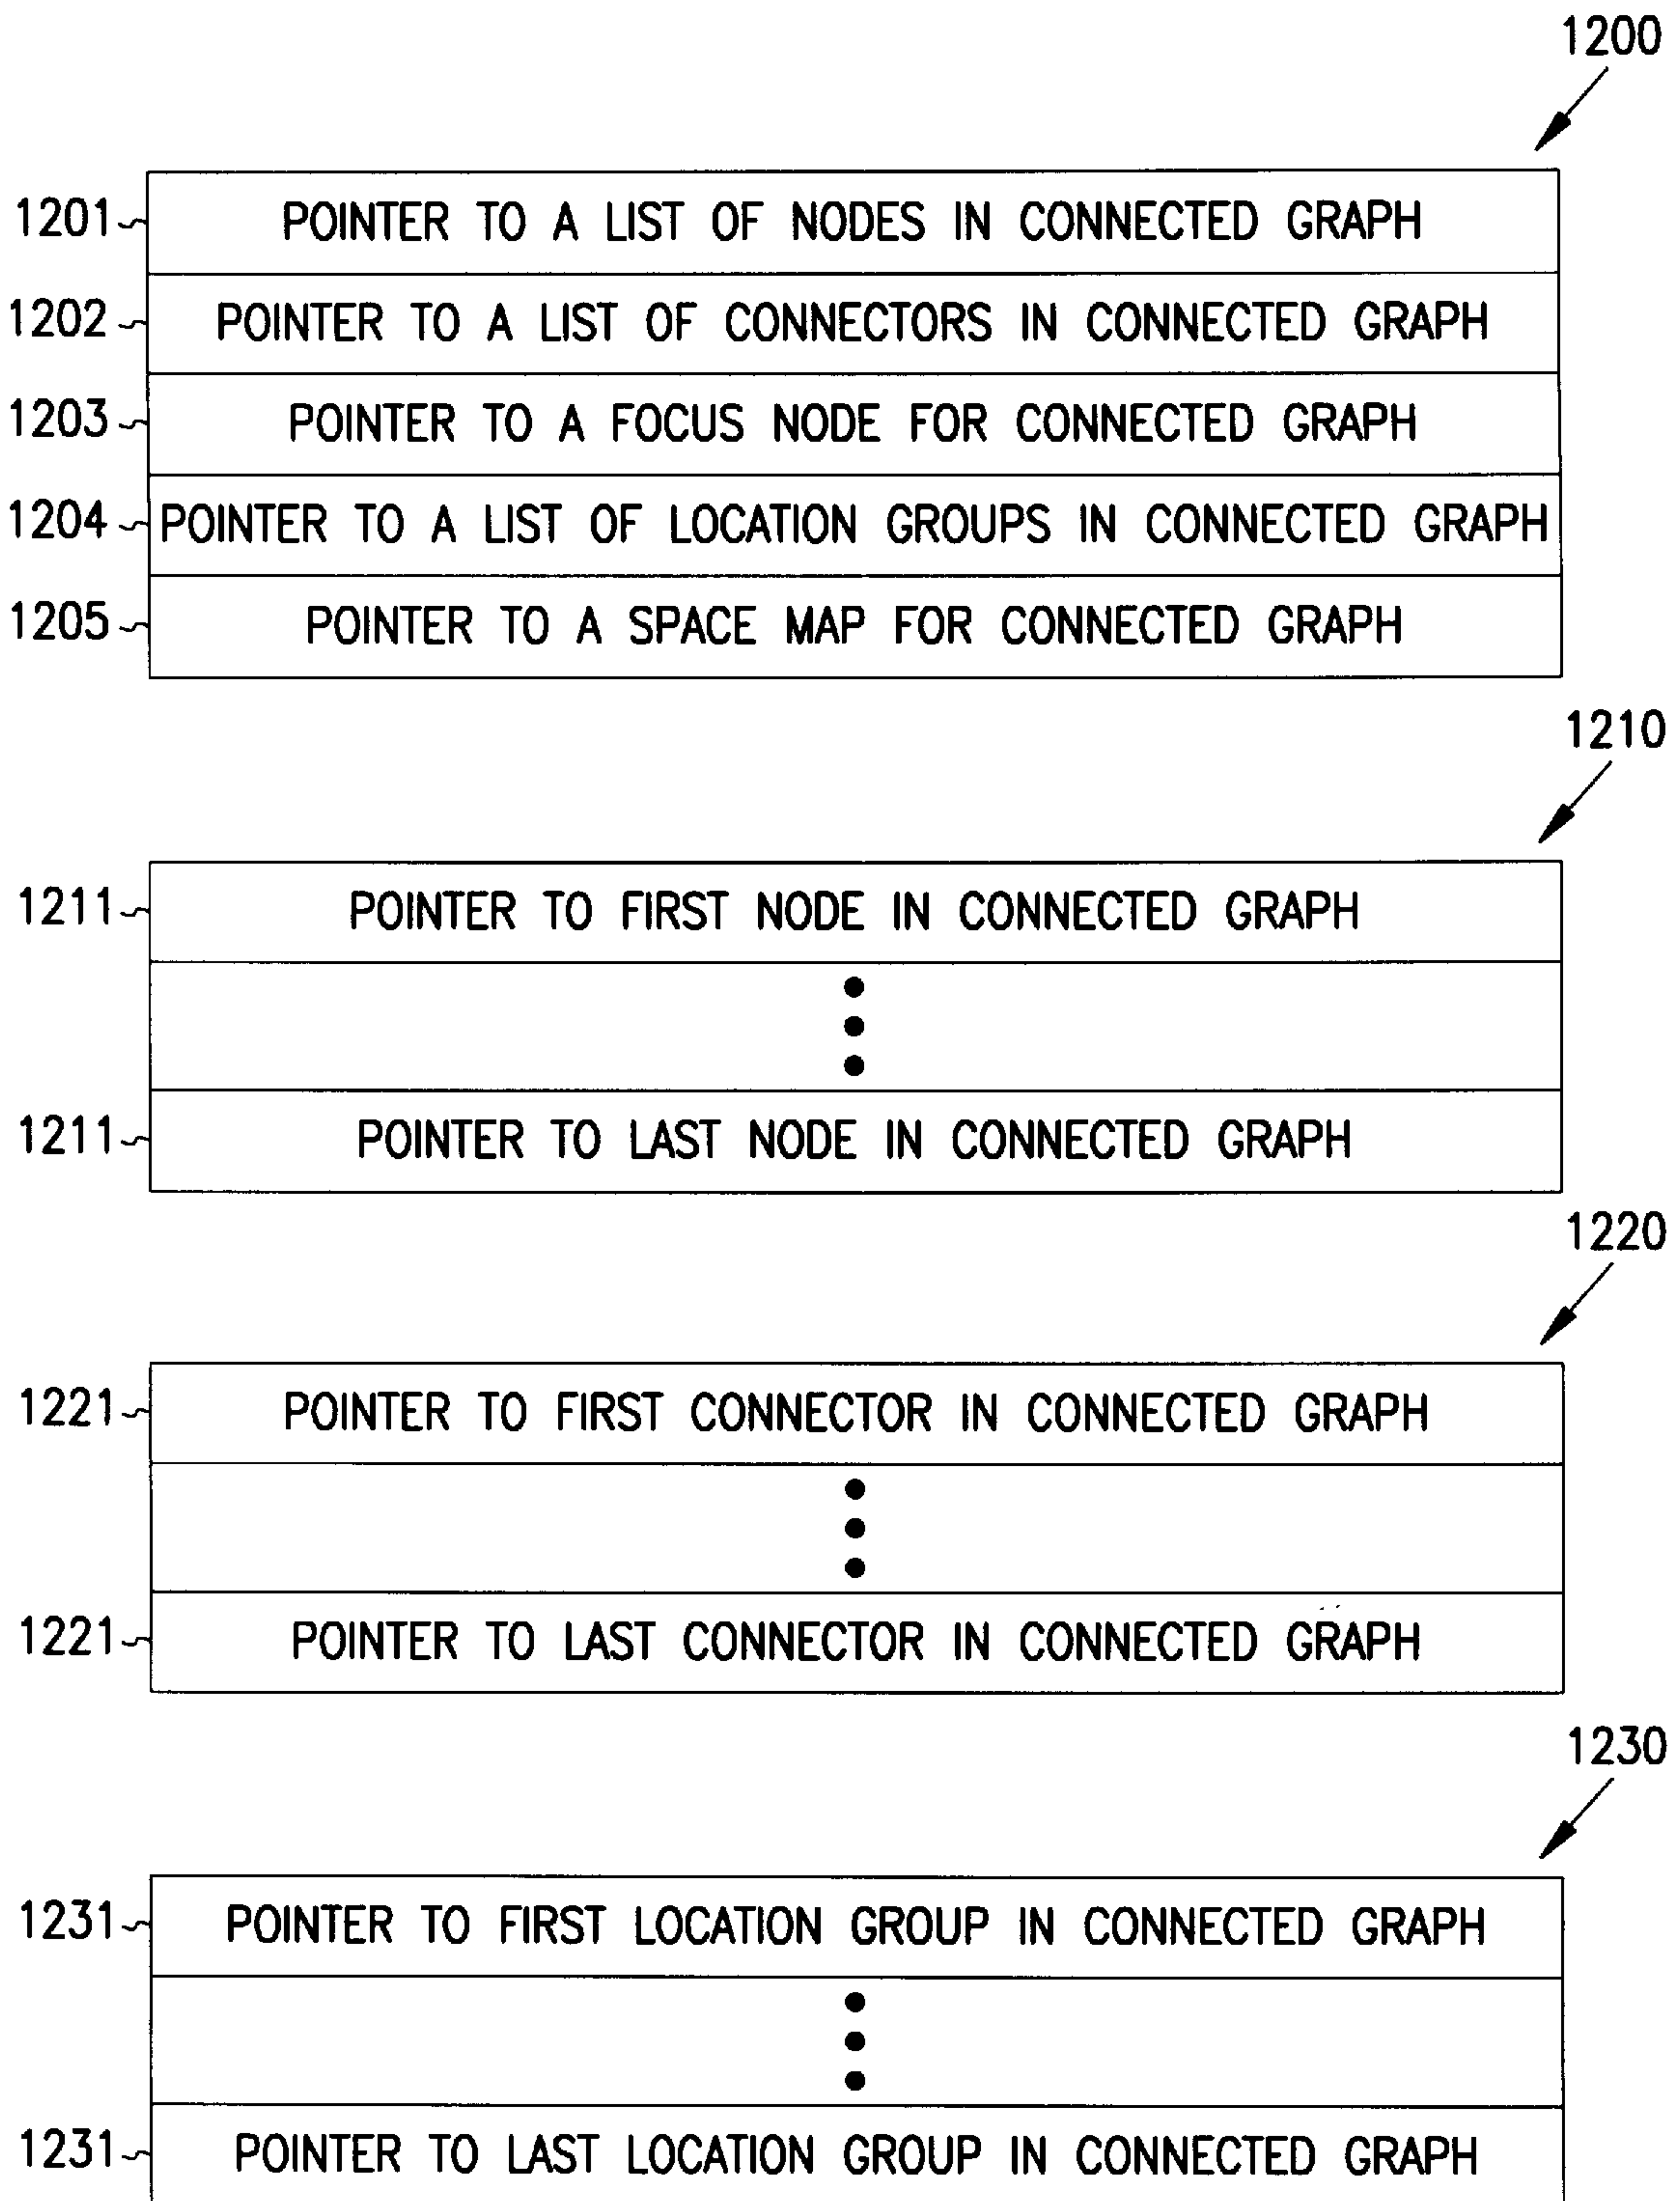 1200
1201 POINTER TO A LIST OF NODES IN CONNECTED GRAPH
1202 POINTER TO A LIST OF CONNECTORS IN CONNECTED GRAPH
1203 POINTER TO A FOCUS NODE FOR CONNECTED GRAPH
1204 POINTER TO A LIST OF LOCATION GROUPS IN CONNECTED GRAPH
1205 POINTER TO A SPACE MAP FOR CONNECTED GRAPH
1210
1211 POINTER TO FIRST NODE IN CONNECTED GRAPH
1211 POINTER TO LAST NODE IN CONNECTED GRAPH
1220
1221 POINTER TO FIRST CONNECTOR IN CONNECTED GRAPH
1221 POINTER TO LAST CONNECTOR IN CONNECTED GRAPH
1230
1231 POINTER TO FIRST LOCATION GROUP IN CONNECTED GRAPH
1231 POINTER TO LAST LOCATION GROUP IN CONNECTED GRAPH